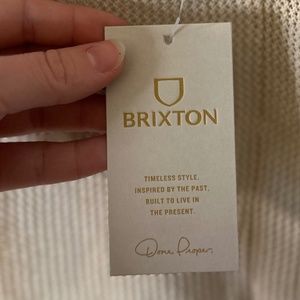 BRIXTON
TIMELESS STYLE.
INSPIRED BY THE PAST,
BUILT TO LIVE IN
THE PRESENT.
Done Proper.